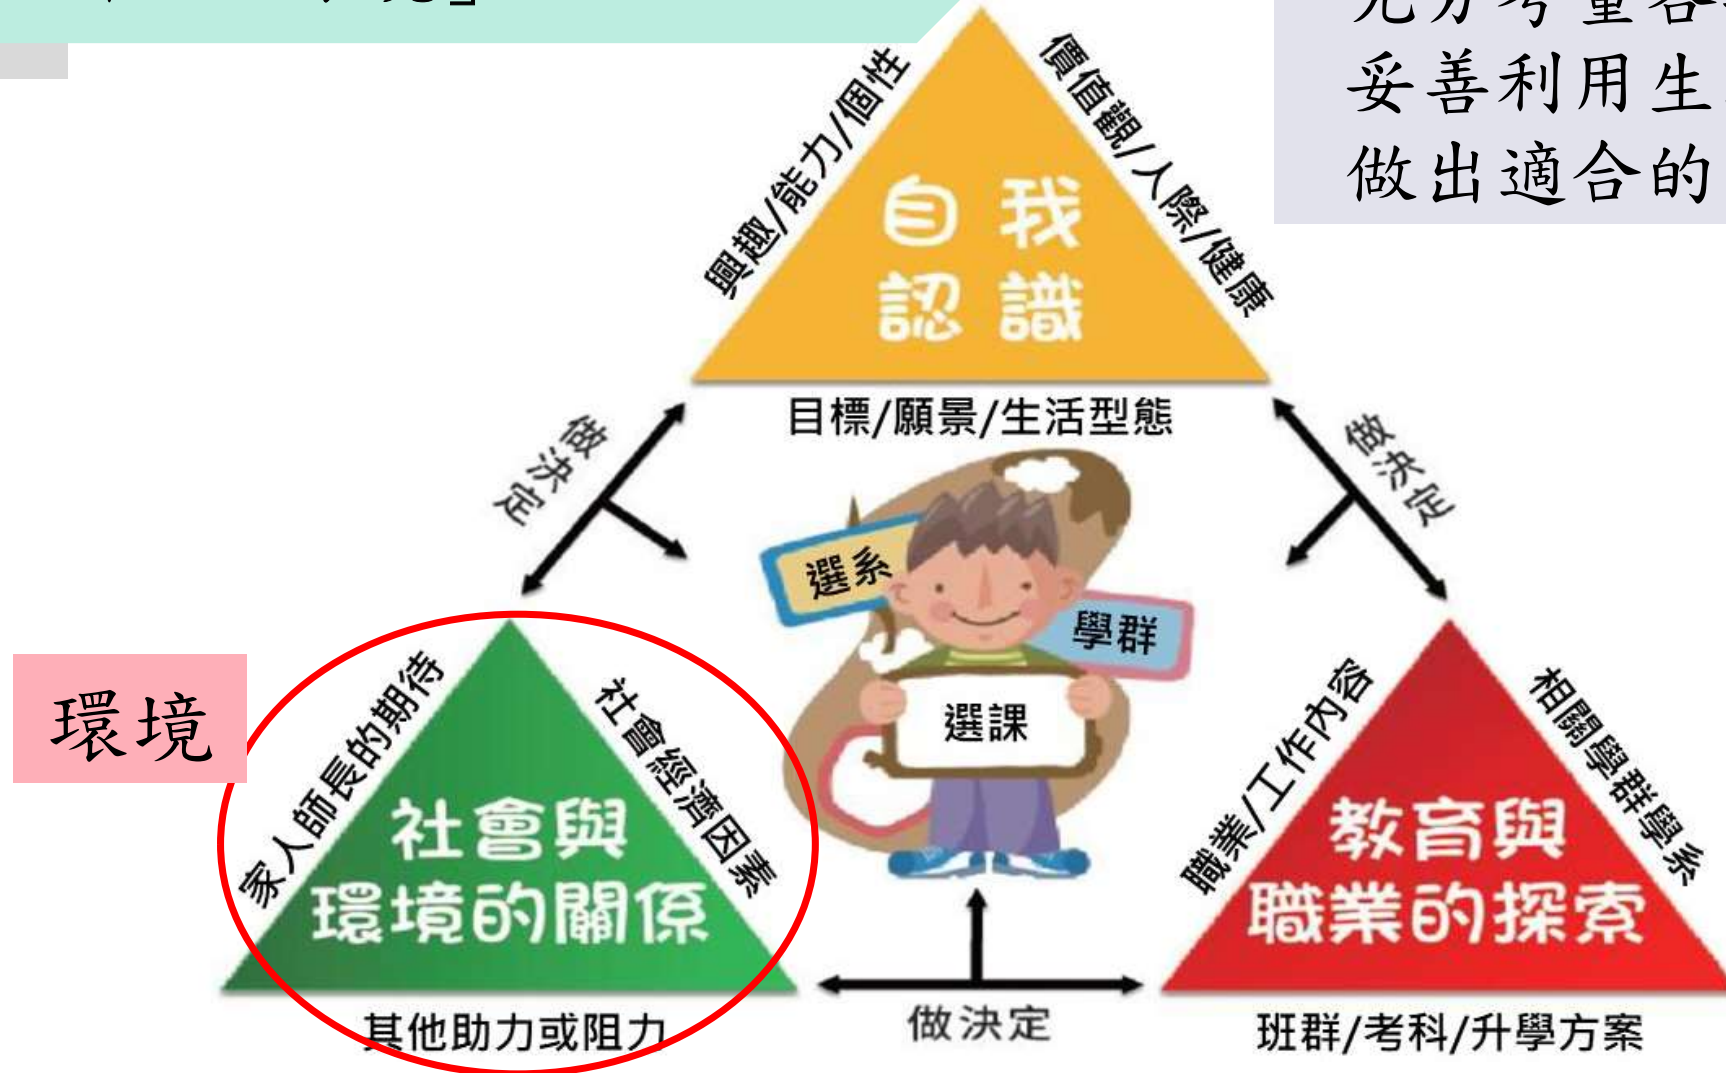 妥善利用生
做出適合的
興趣/能力/個性
價值觀/人際/健康
自我
認識
目標/願景/生活型態
做決定
做決定
選系
學群
選課
環境
家人師長的期待
社會經濟因素
社會與
環境的關係
其他助力或阻力
職業/工作內容
相關學群學系
教育與
職業的探索
班群/考科/升學方案
做決定